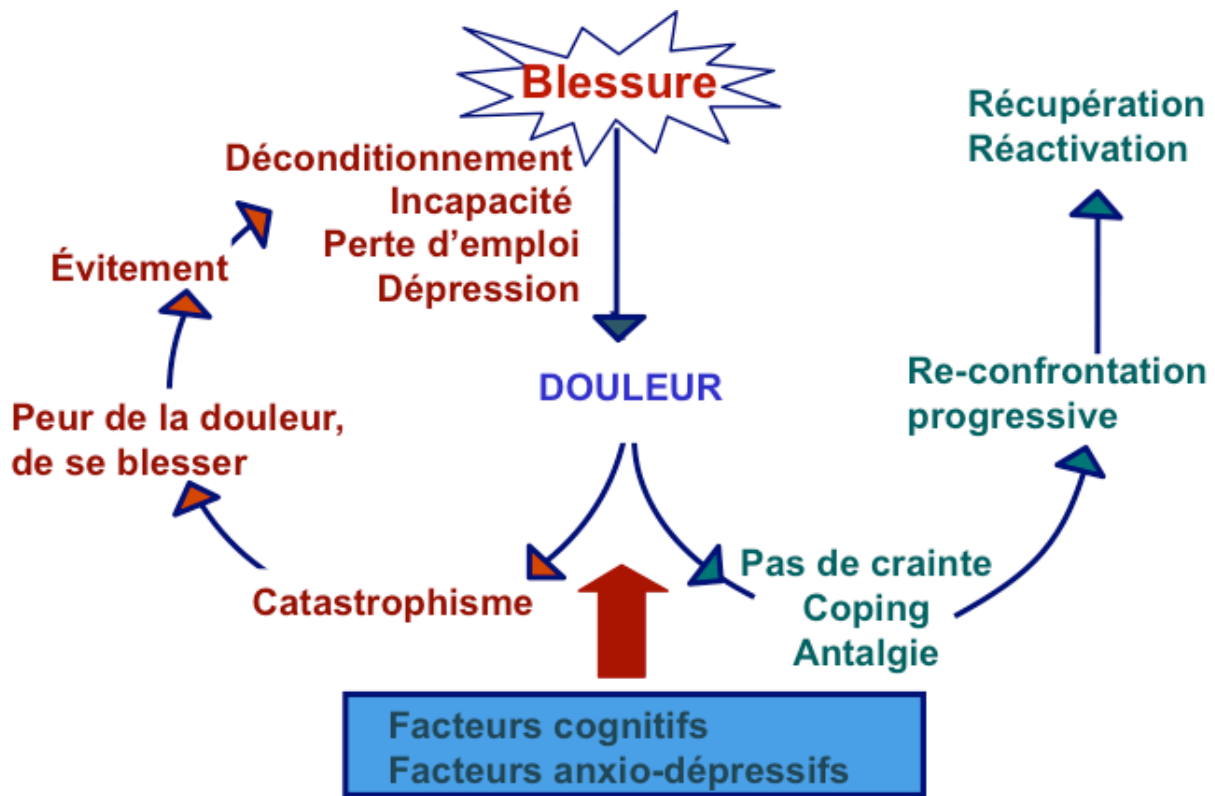 Blessure
Déconditionnement
Incapacité
Perte d’emploi
Dépression
Évitement
Peur de la douleur,
de se blesser
Catastrophisme
DOULEUR
Récupération
Réactivation
Re-confrontation
progressive
Pas de crainte
Coping
Antalgie
Facteurs cognitifs
Facteurs anxio-dépressifs